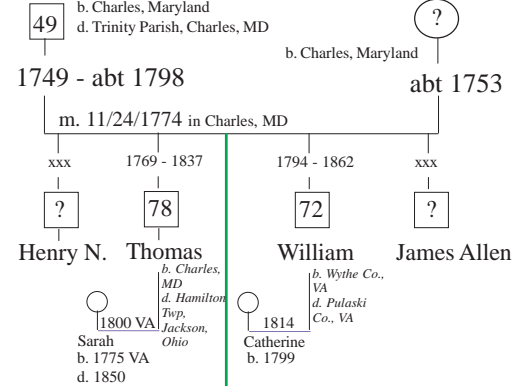 49
b. Charles, Maryland
d. Trinity Parish, Charles, MD
?
b. Charles, Maryland
1749 - abt 1798
abt 1753
m. 11/24/1774 in Charles, MD
xxx
1769 - 1837
1794 - 1862
xxx
?
78
72
?
Henry N.
Thomas
William
James Allen
b. Charles,
MD
d. Hamilton
Twp,
Jackson,
Ohio
b. Wythe Co.,
VA
d. Pulaski
Co., VA
1800 VA
1814
Sarah
b. 1775 VA
d. 1850
Catherine
b. 1799